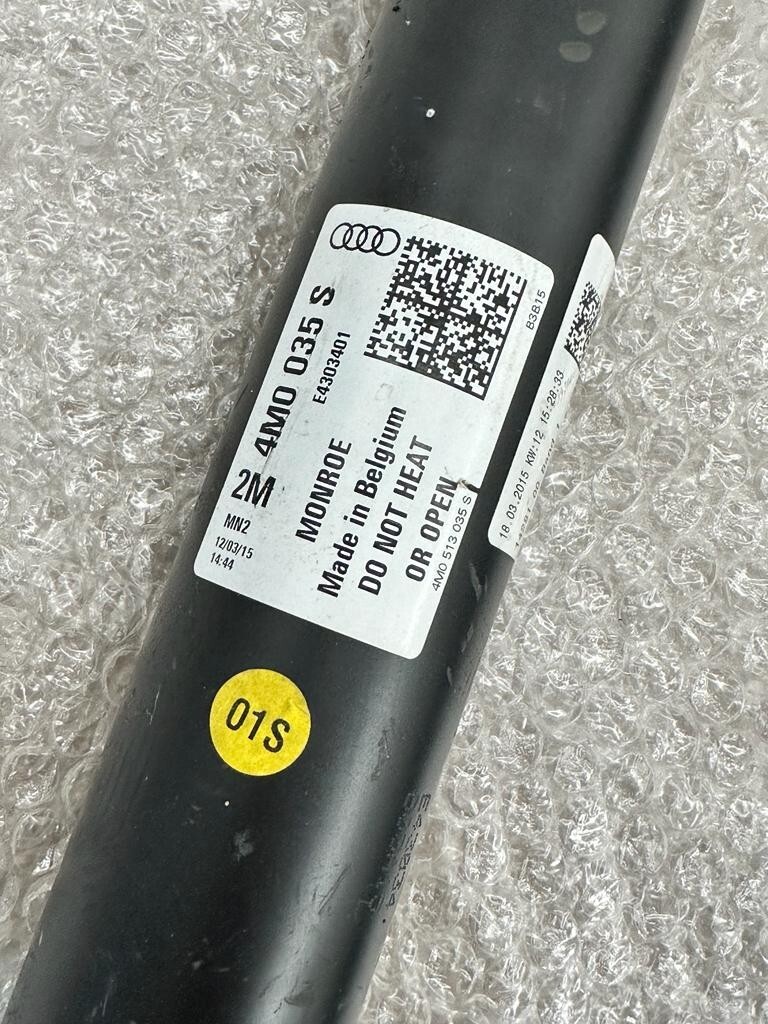 4M0 035 S
E4303401
B3B15
2M
MN2
12/03/15
14:44
MONROE
Made in Belgium
DO NOT HEAT
OR OPEN
4M0 513 035 S
18.03.2015 KW:12 15:28:33
01S